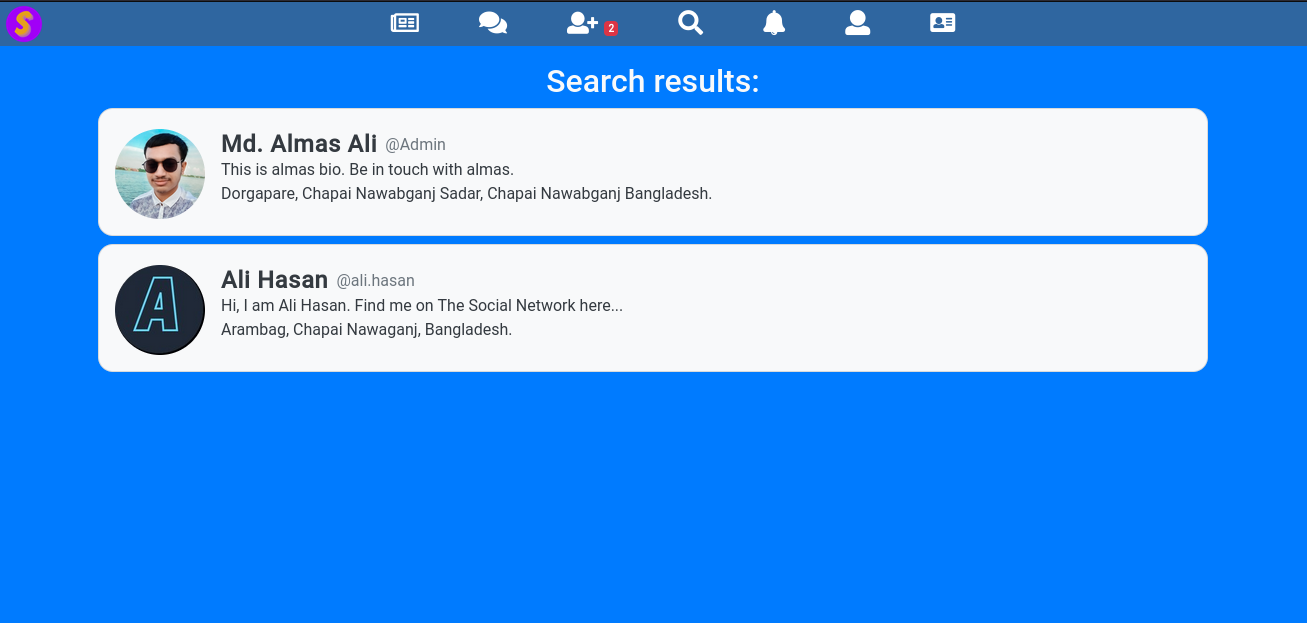 S
2
Search results:
Md. Almas Ali @Admin
This is almas bio. Be in touch with almas.
Dorgapare, Chapai Nawabganj Sadar, Chapai Nawabganj Bangladesh.
A
Ali Hasan @ali.hasan
Hi, I am Ali Hasan. Find me on The Social Network here...
Arambag, Chapai Nawaganj, Bangladesh.